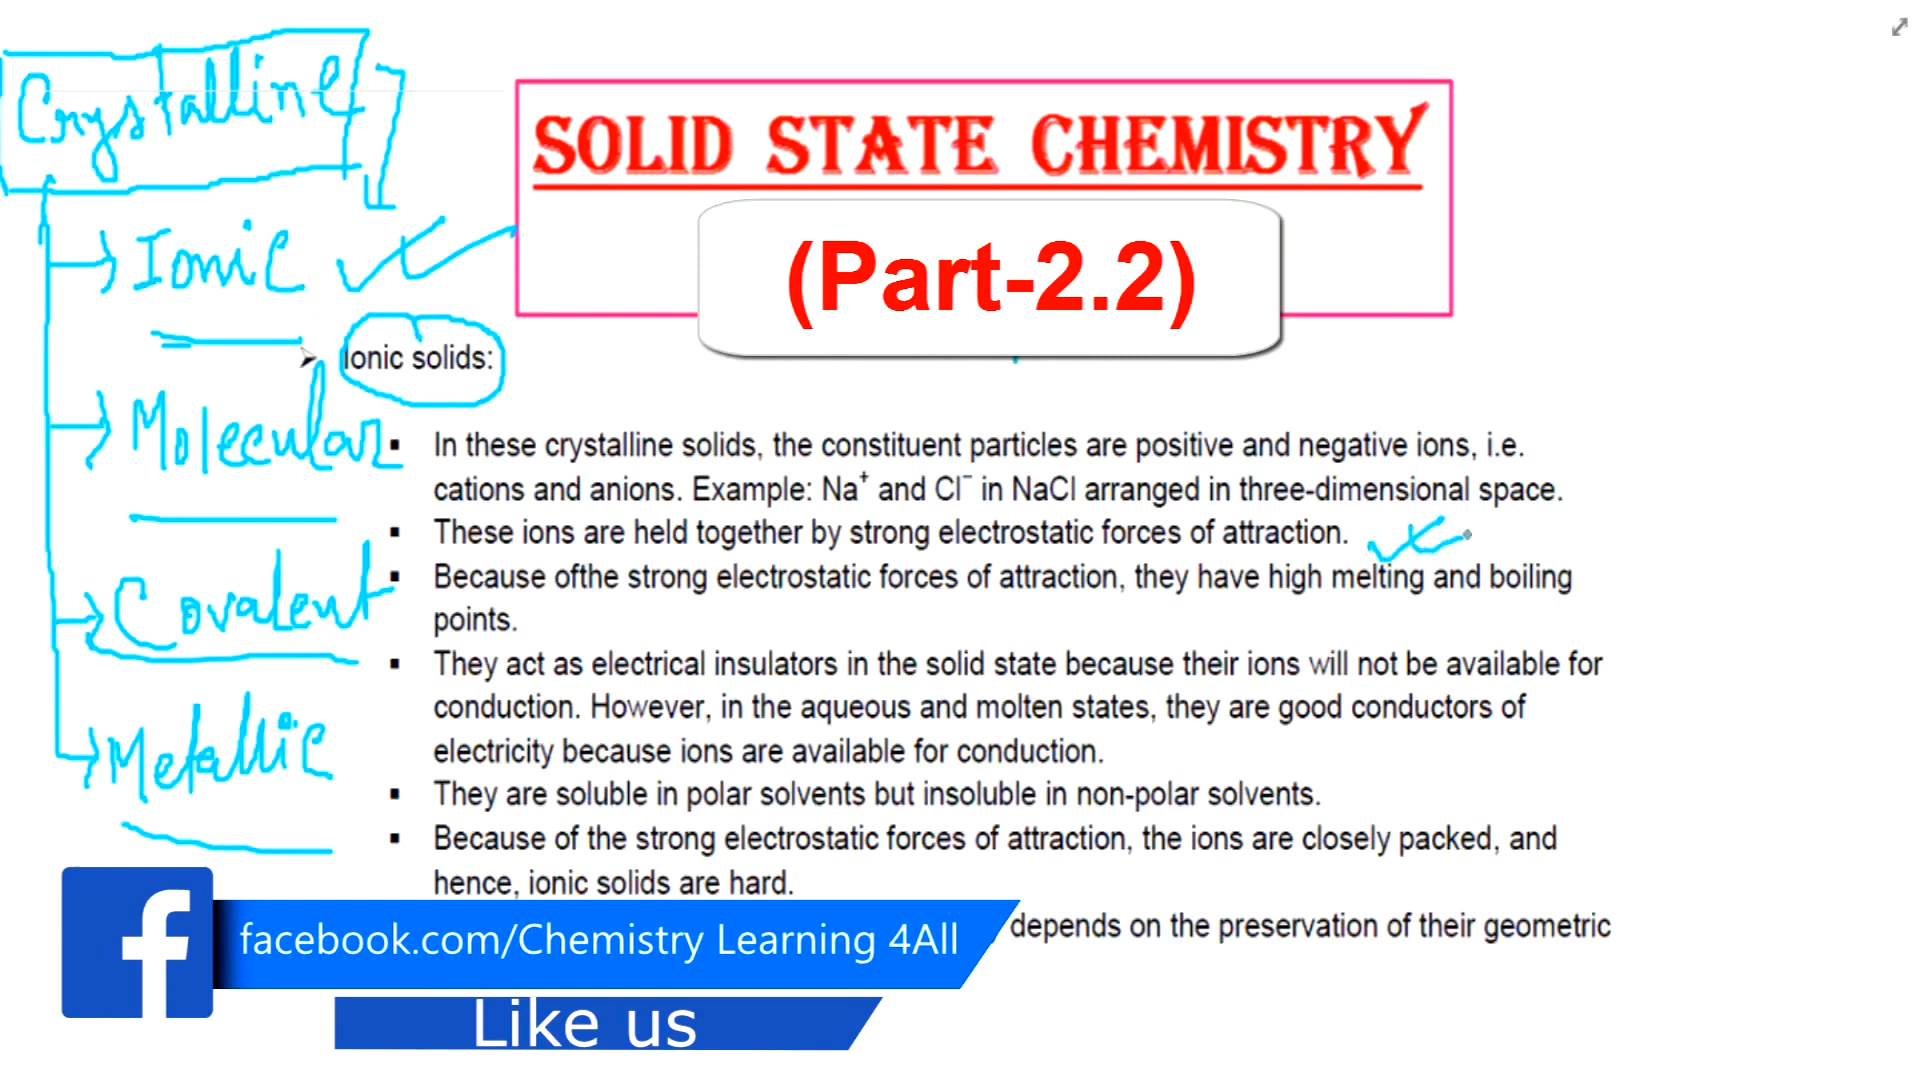 Crystalline
SOLID STATE CHEMISTRY
(Part-2.2)
Ionic
Ionic solids:
Molecular
Covalent
Metallic
▪ In these crystalline solids, the constituent particles are positive and negative ions, i.e.
cations and anions. Example: Na⁺ and Cl⁻ in NaCl arranged in three-dimensional space.
▪ These ions are held together by strong electrostatic forces of attraction.
▪ Because ofthe strong electrostatic forces of attraction, they have high melting and boiling
points.
▪ They act as electrical insulators in the solid state because their ions will not be available for
conduction. However, in the aqueous and molten states, they are good conductors of
electricity because ions are available for conduction.
▪ They are soluble in polar solvents but insoluble in non-polar solvents.
▪ Because of the strong electrostatic forces of attraction, the ions are closely packed, and
hence, ionic solids are hard.
depends on the preservation of their geometric
facebook.com/Chemistry Learning 4All
Like us